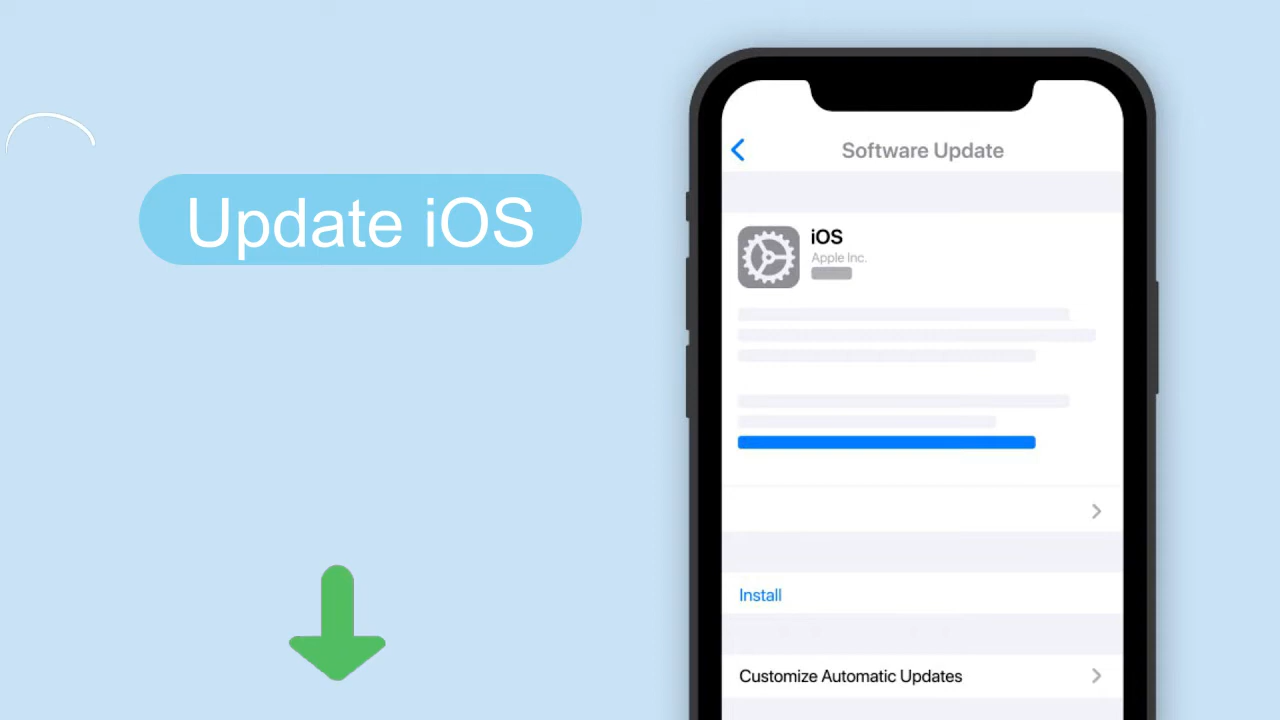 Update iOS
Software Update
iOS
Apple Inc.
Install
Customize Automatic Updates